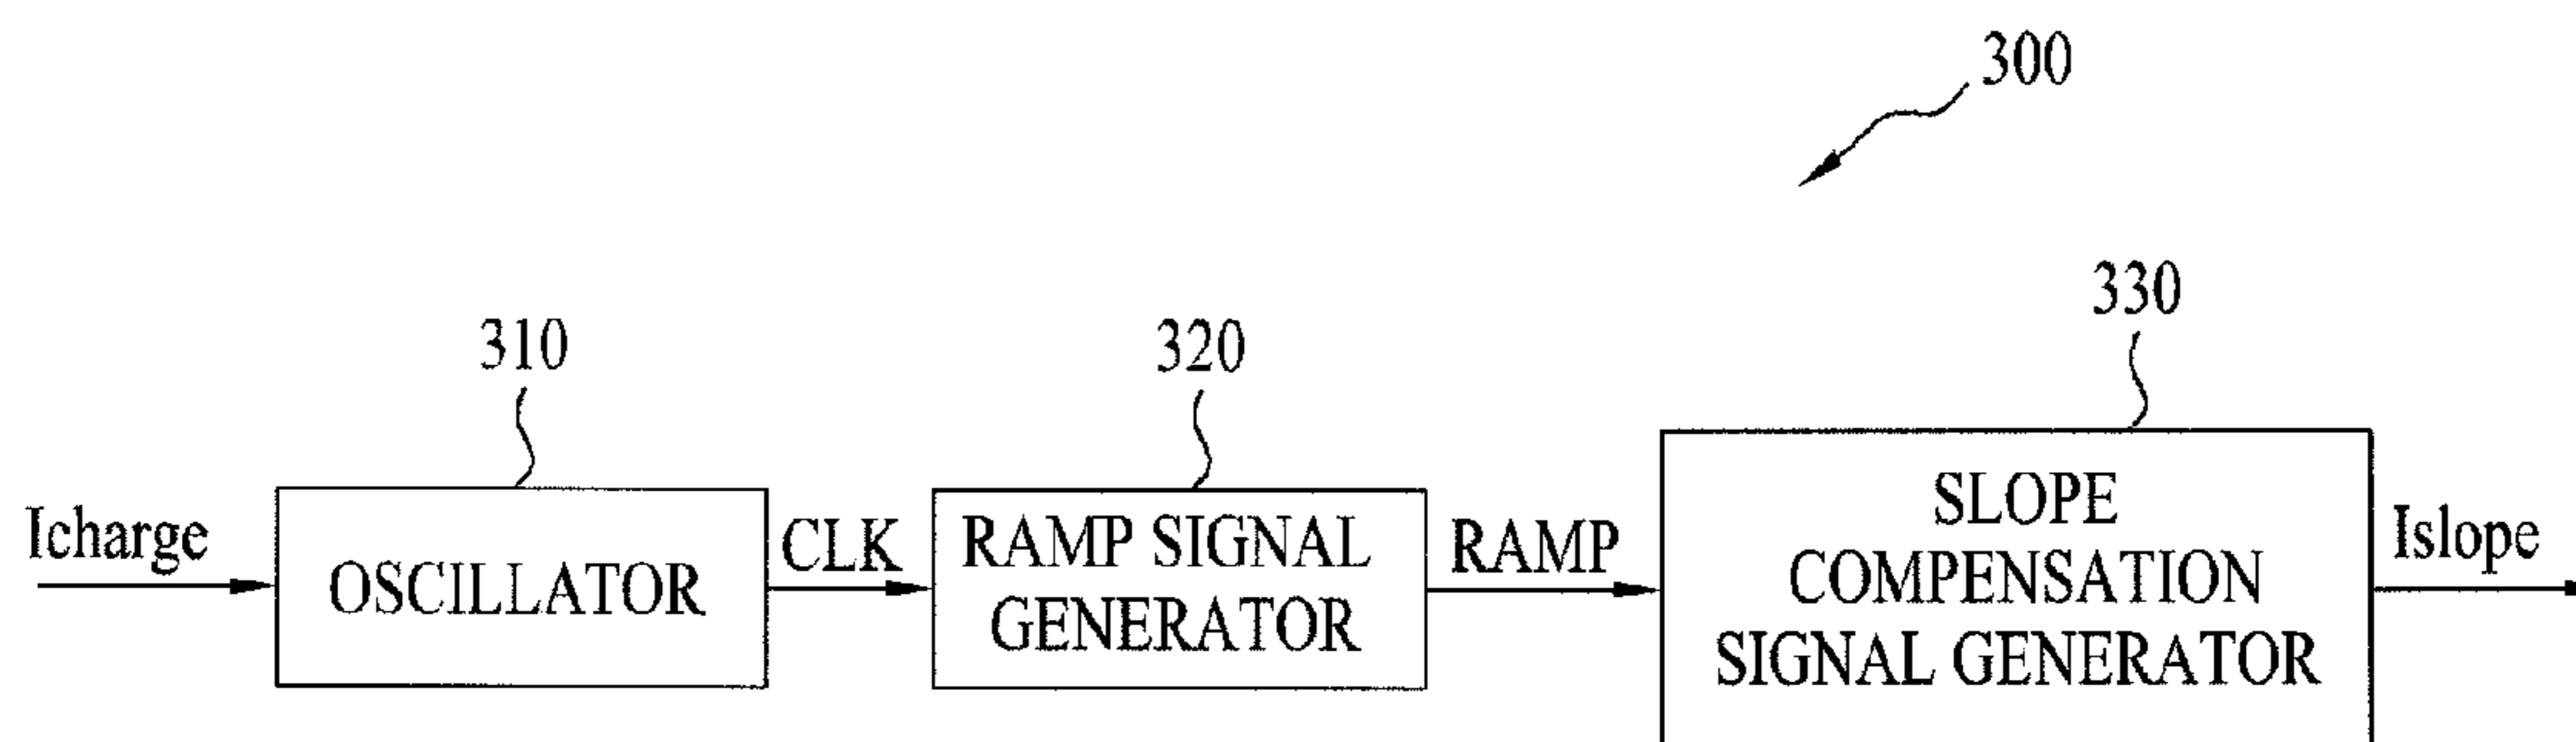 300
330
310
320
Icharge
OSCILLATOR
CLK
RAMP SIGNAL
GENERATOR
RAMP
SLOPE
COMPENSATION
SIGNAL GENERATOR
Islope